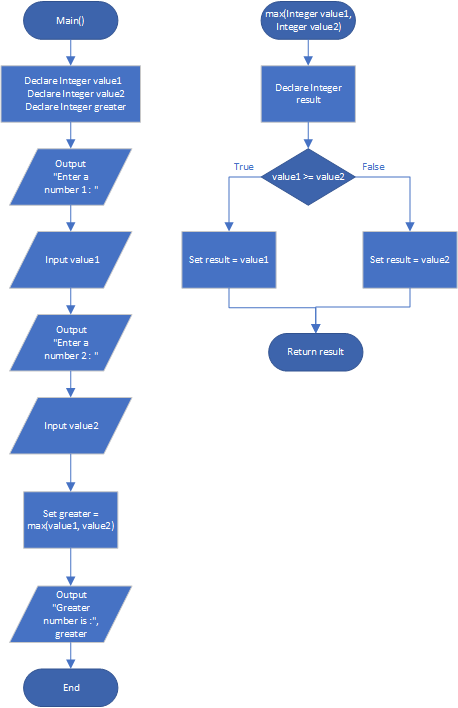 Main()
Declare Integer value1
Declare Integer value2
Declare Integer greater
Output
"Enter a
number 1 : "
Input value1
Output
"Enter a
number 2 : "
Input value2
Set greater =
max(value1, value2)
Output
"Greater
number is :",
greater
End
max(Integer value1,
Integer value2)
Declare Integer
result
value1 >= value2
True
False
Set result = value1
Set result = value2
Return result